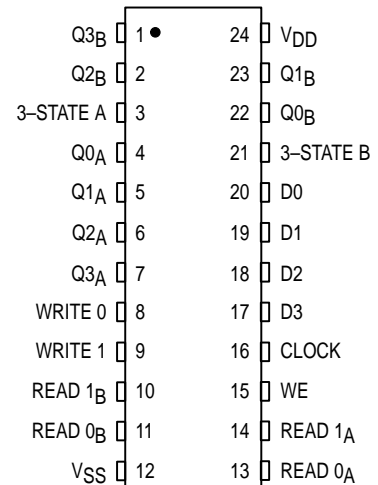 Q3B 1 24 VDD
Q2B 2 23 Q1B
3–STATE A 3 22 Q0B
Q0A 4 21 3–STATE B
Q1A 5 20 D0
Q2A 6 19 D1
Q3A 7 18 D2
WRITE 0 8 17 D3
WRITE 1 9 16 CLOCK
READ 1B 10 15 WE
READ 0B 11 14 READ 1A
VSS 12 13 READ 0A